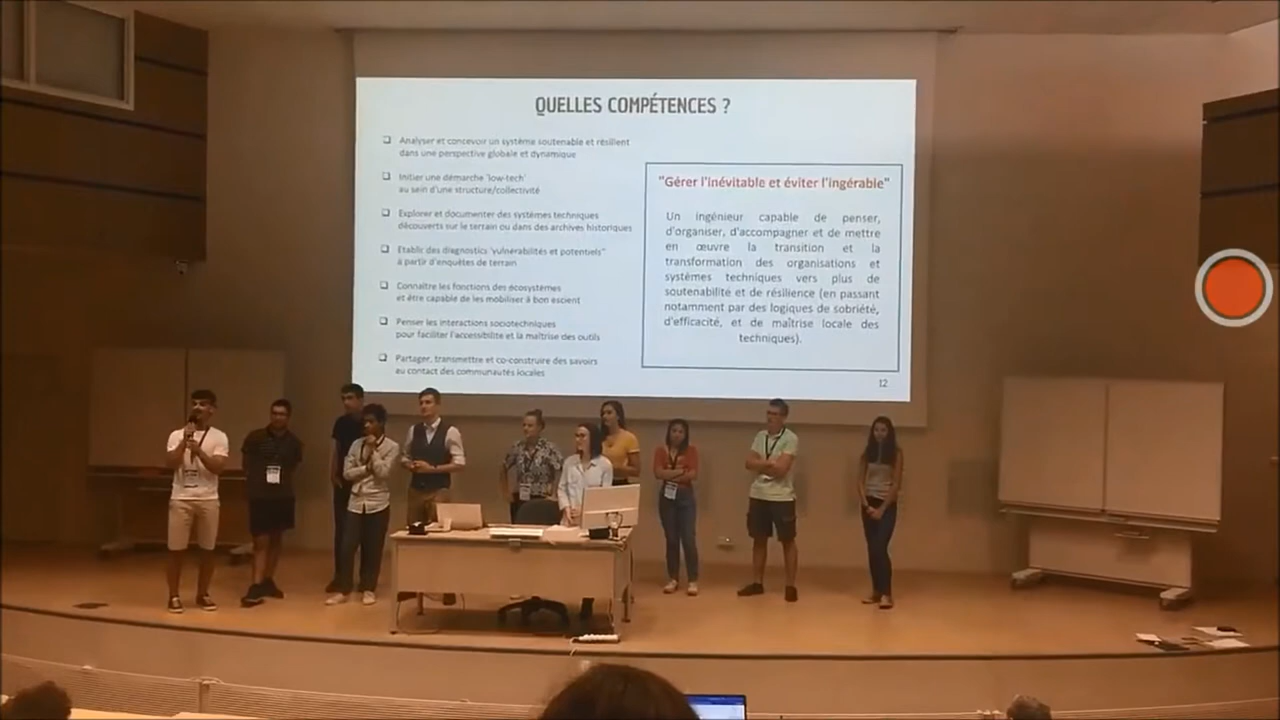 QUELLES COMPÉTENCES ?
❑ Analyser et concevoir un système soutenable et résilient
dans une perspective globale et dynamique
❑ Initier une démarche 'low-tech'
au sein d'une structure/collectivité
❑ Explorer et documenter des systèmes techniques
découverts sur le terrain ou dans des archives historiques
❑ Etablir des diagnostics 'vulnérabilités et potentiels"
à partir d'enquêtes de terrain
❑ Connaître les fonctions des écosystèmes
et être capable de les mobiliser à bon escient
❑ Penser les interactions sociotechniques
pour faciliter l'accessibilité et la maîtrise des outils
❑ Partager, transmettre et co-construire des savoirs
au contact des communautés locales
"Gérer l'inévitable et éviter l'ingérable"
Un ingénieur capable de penser,
d'organiser, d'accompagner et de mettre
en œuvre la transition et la
transformation des organisations et
systèmes techniques vers plus de
soutenabilité et de résilience (en passant
notamment par des logiques de sobriété,
d'efficacité, et de maîtrise locale des
techniques).
12